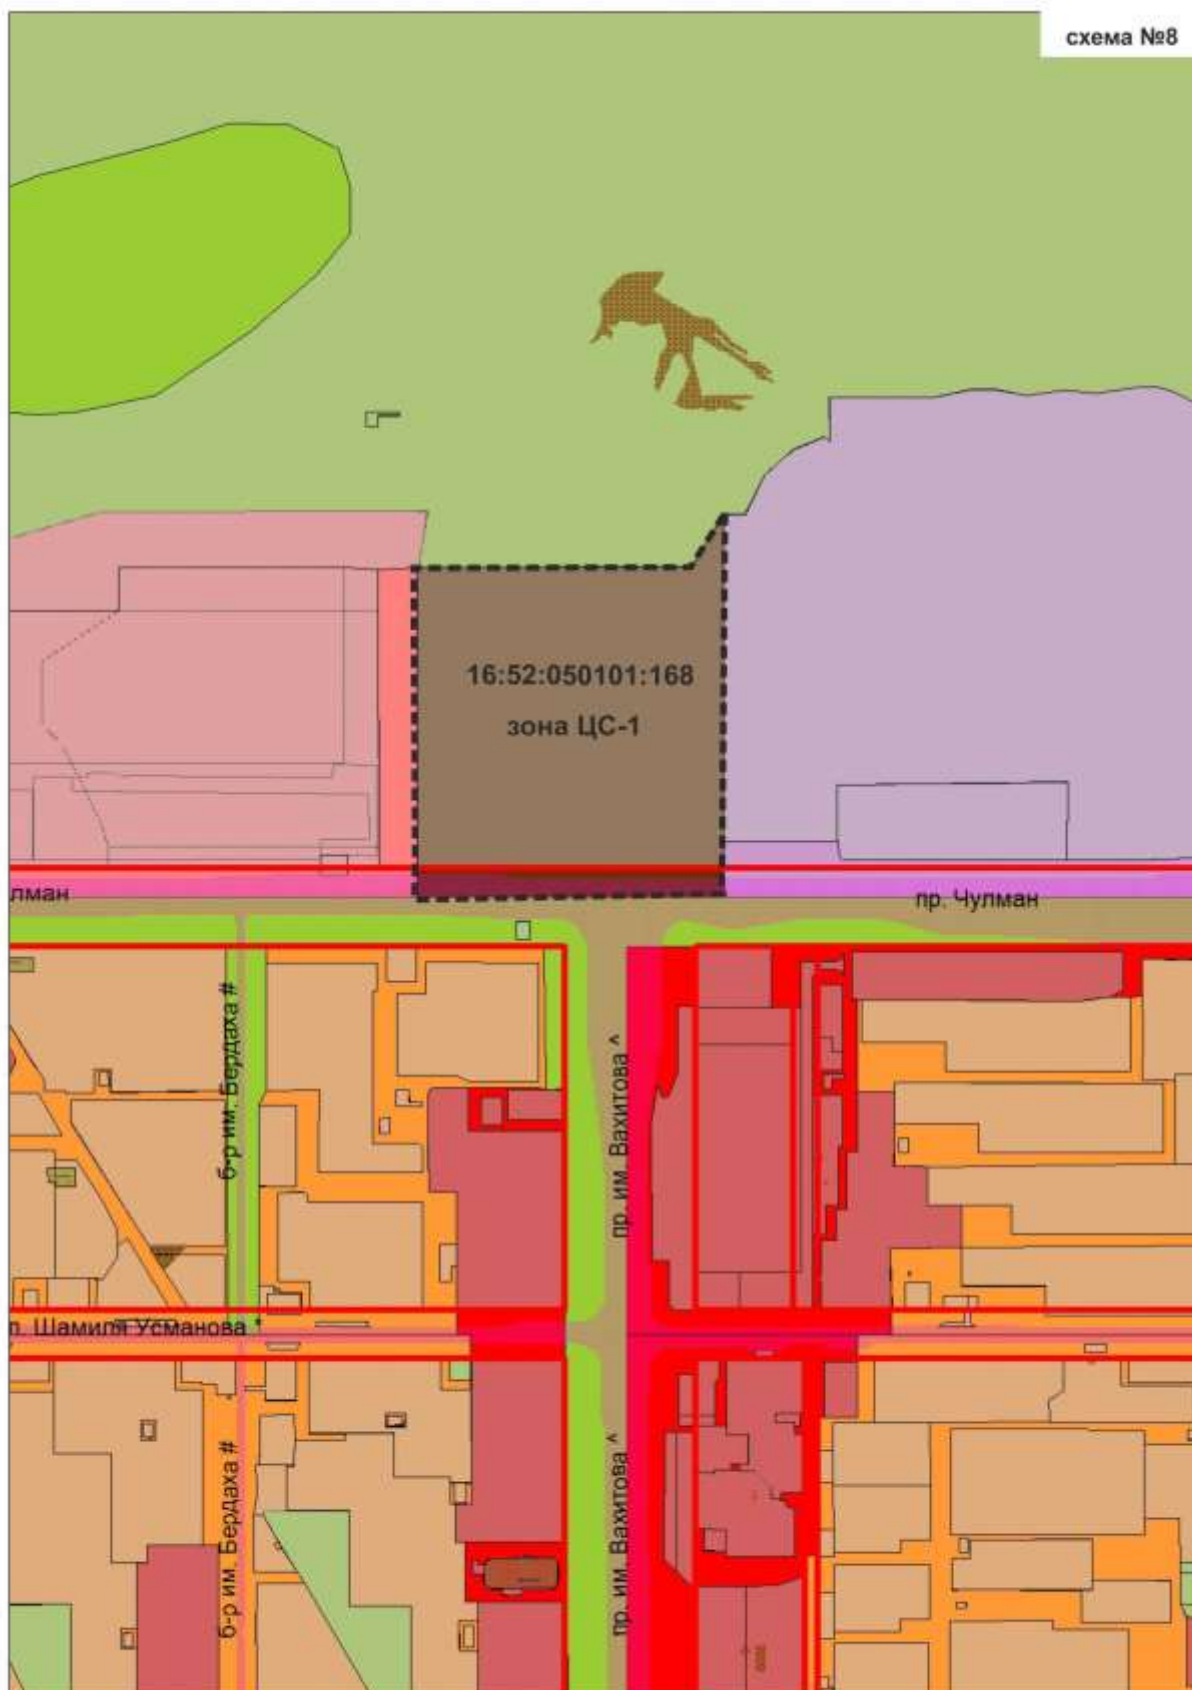 схема №8
16:52:050101:168
зона ЦС-1
лман
пр. Чулман
б-р им. Бердаха #
пр. им. Вахитова ^
л. Шамиля Усманова *
б-р им. Бердаха #
пр. им. Вахитова ^